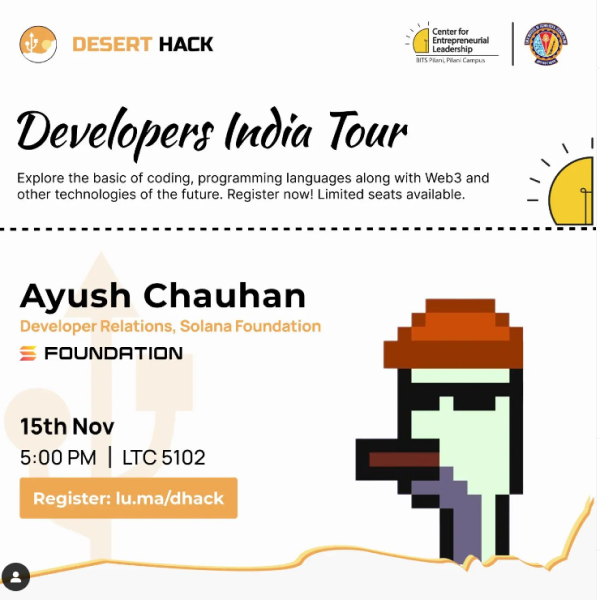 DESERT HACK
Center for
Entrepreneurial
Leadership
BITS Pilani, Pilani Campus
Developers India Tour
Explore the basic of coding, programming languages along with Web3 and
other technologies of the future. Register now! Limited seats available.
Ayush Chauhan
Developer Relations, Solana Foundation
FOUNDATION
15th Nov
5:00 PM | LTC 5102
Register: lu.ma/dhack